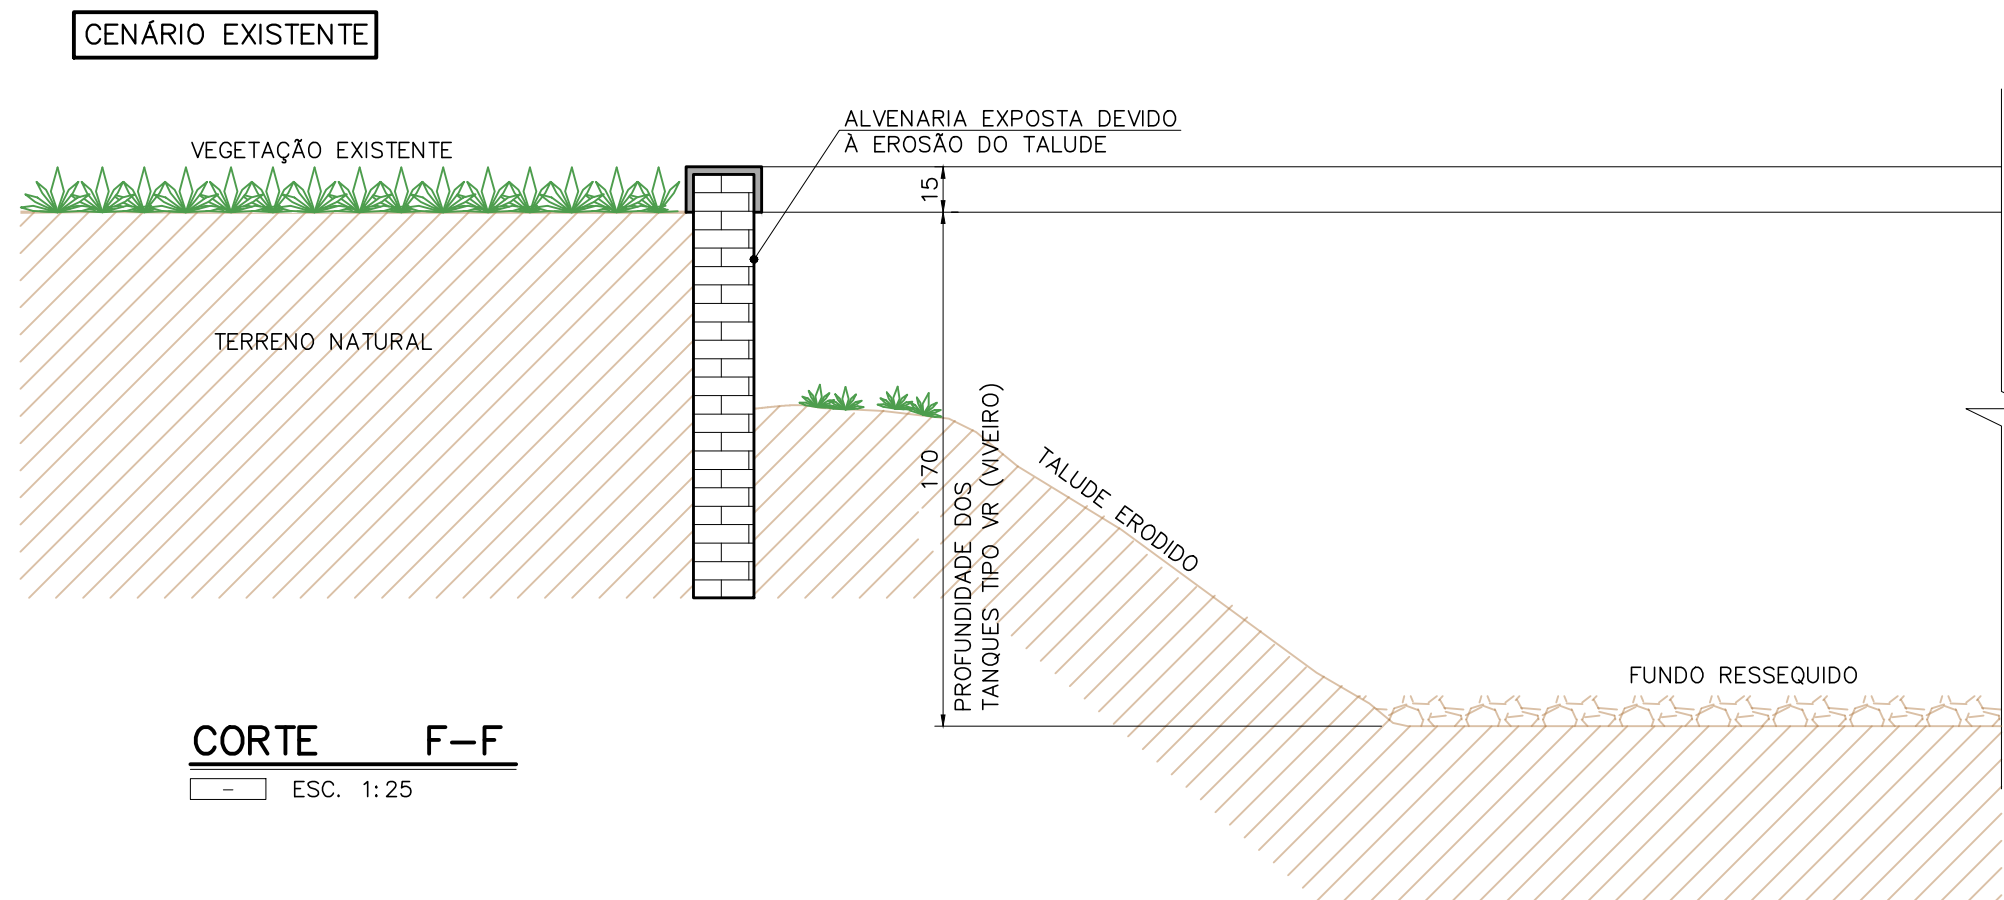 CENÁRIO EXISTENTE
VEGETAÇÃO EXISTENTE
ALVENARIA EXPOSTA DEVIDO
À EROSÃO DO TALUDE
15
TERRENO NATURAL
170
PROFUNDIDADE DOS
TANQUES TIPO VR (VIVEIRO)
TALUDE ERODIDO
FUNDO RESSEQUIDO
CORTE F-F
- ESC. 1:25